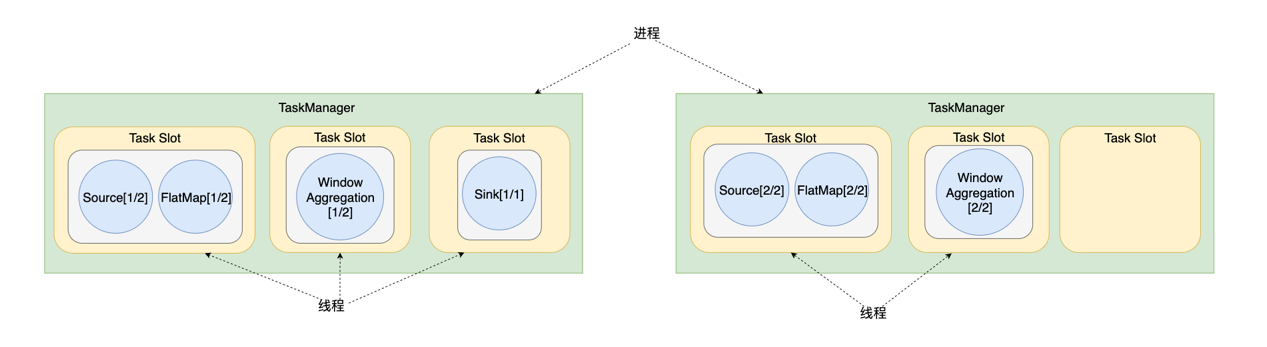 进程
TaskManager
Task Slot
Source[1/2]
FlatMap[1/2]
Task Slot
Window
Aggregation
[1/2]
Task Slot
Sink[1/1]
线程
TaskManager
Task Slot
Source[2/2]
FlatMap[2/2]
Task Slot
Window
Aggregation
[2/2]
Task Slot
线程